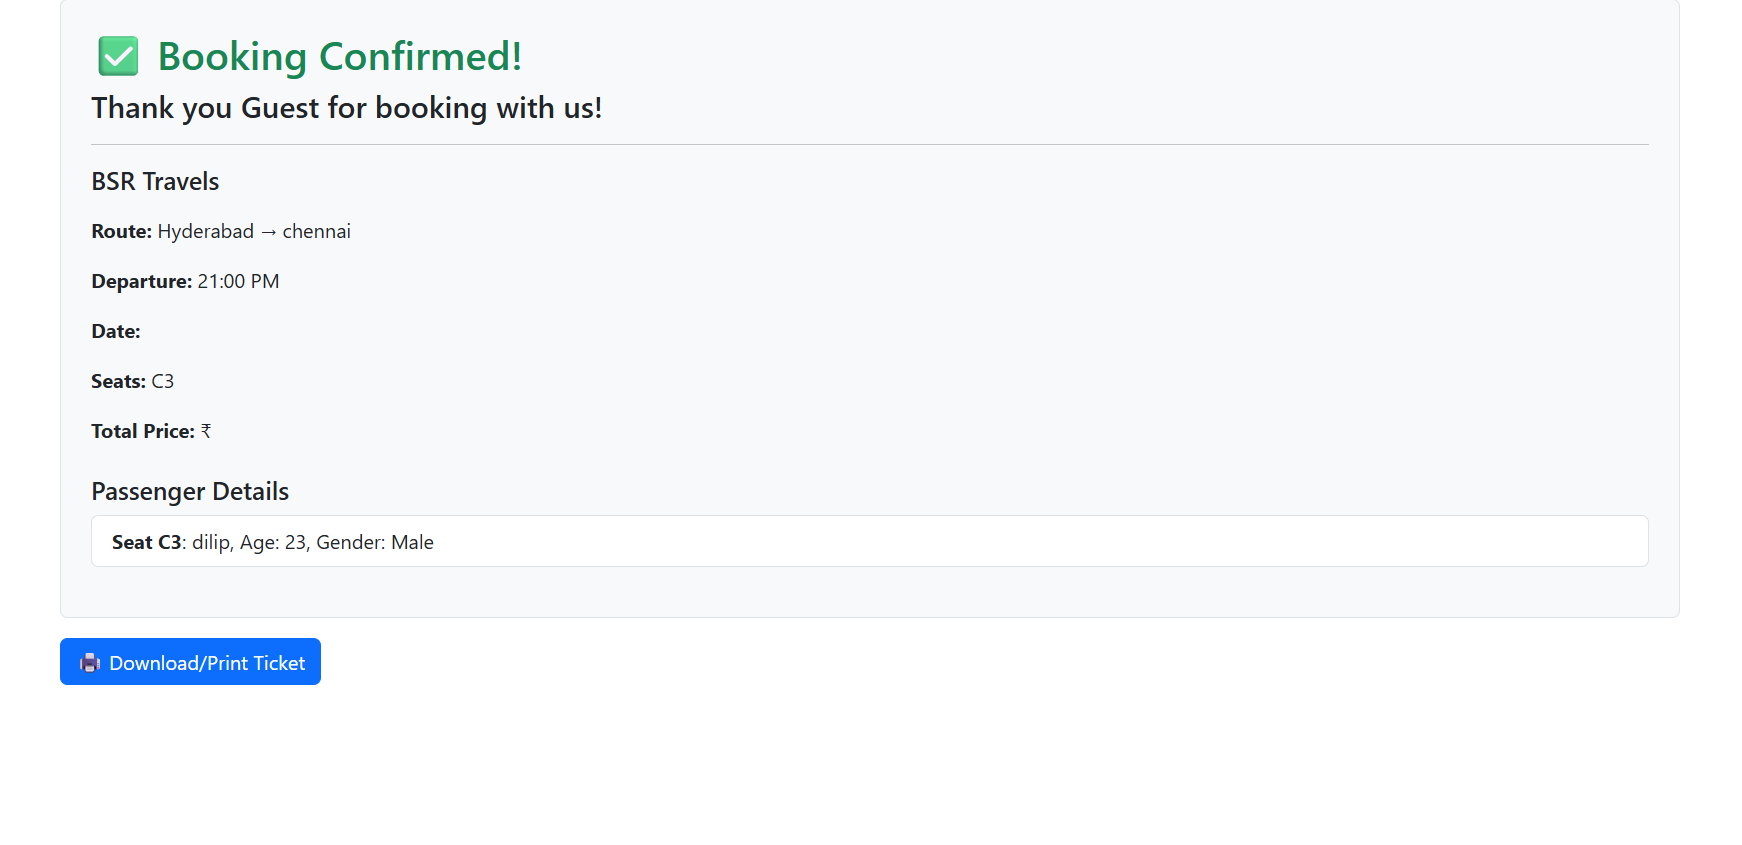 ✅ Booking Confirmed!
Thank you Guest for booking with us!
BSR Travels
Route: Hyderabad → chennai
Departure: 21:00 PM
Date:
Seats: C3
Total Price: ₹
Passenger Details
Seat C3: dilip, Age: 23, Gender: Male
🖨️ Download/Print Ticket